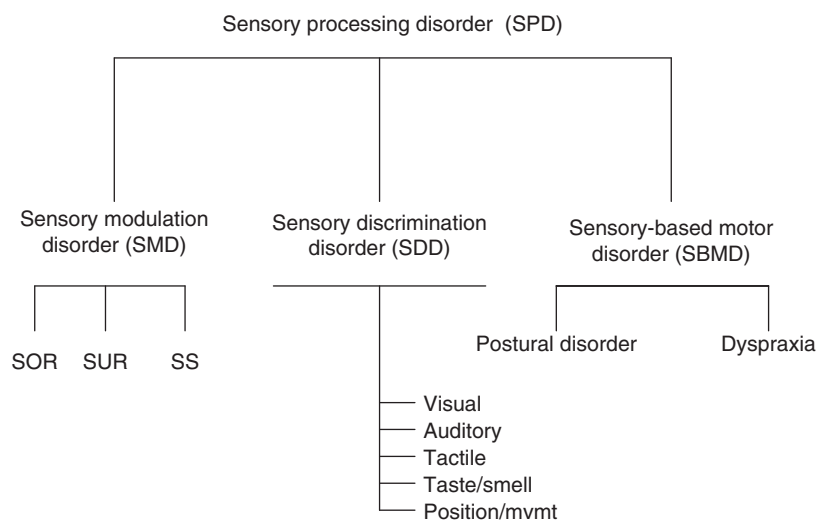 Sensory processing disorder (SPD)
Sensory modulation
disorder (SMD)
Sensory discrimination
disorder (SDD)
Sensory-based motor
disorder (SBMD)
SOR SUR SS
Postural disorder Dyspraxia
Visual
Auditory
Tactile
Taste/smell
Position/mvmt